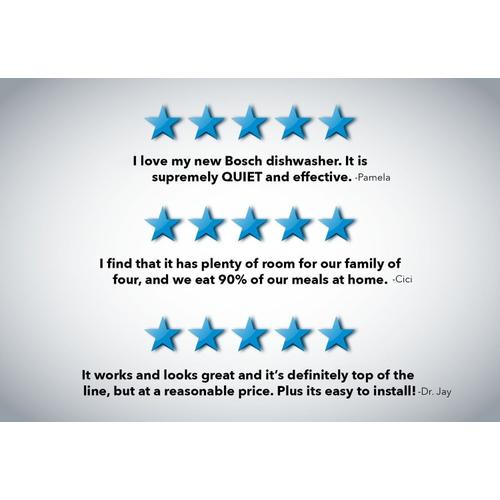 I love my new Bosch dishwasher. It is
supremely QUIET and effective. -Pamela
I find that it has plenty of room for our family of
four, and we eat 90% of our meals at home. -Cici
It works and looks great and it's definitely top of the
line, but at a reasonable price. Plus its easy to install! -Dr. Jay